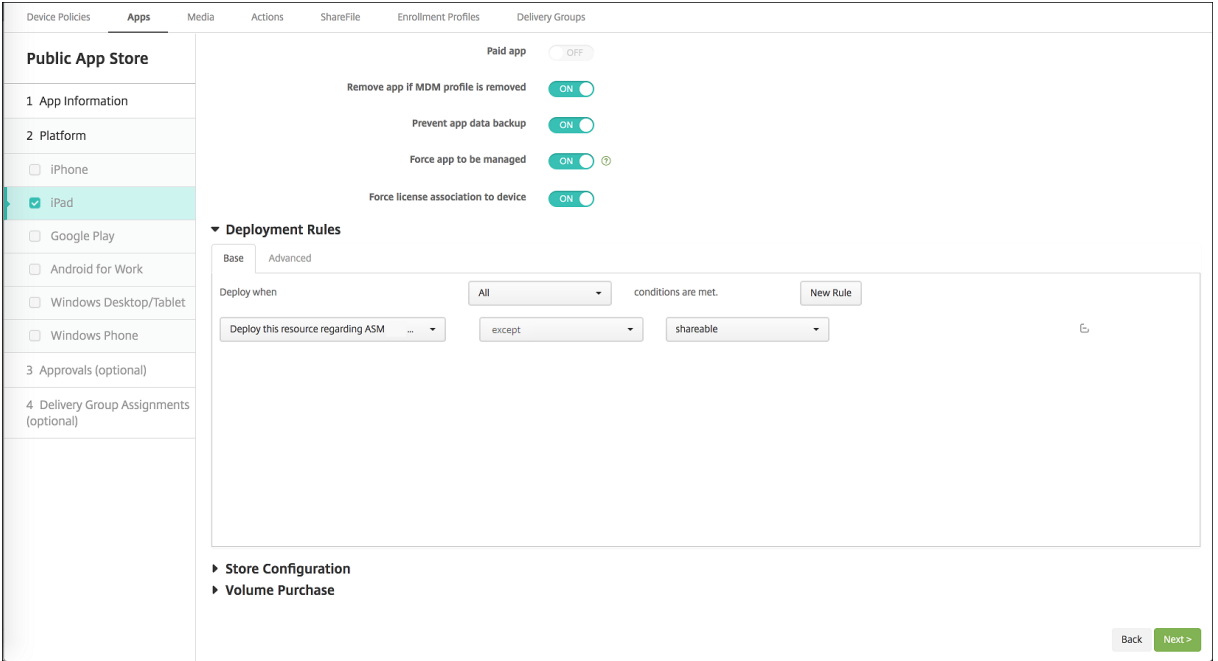 Device Policies Apps Media Actions ShareFile Enrollment Profiles Delivery Groups
Public App Store
1 App Information
2 Platform
iPhone
iPad
Google Play
Android for Work
Windows Desktop/Tablet
Windows Phone
3 Approvals (optional)
4 Delivery Group Assignments
(optional)
Paid app OFF
Remove app if MDM profile is removed ON
Prevent app data backup ON
Force app to be managed ON ?
Force license association to device ON
Deployment Rules
Base Advanced
Deploy when All conditions are met. New Rule
Deploy this resource regarding ASM ... except shareable
Store Configuration
Volume Purchase
Back Next >